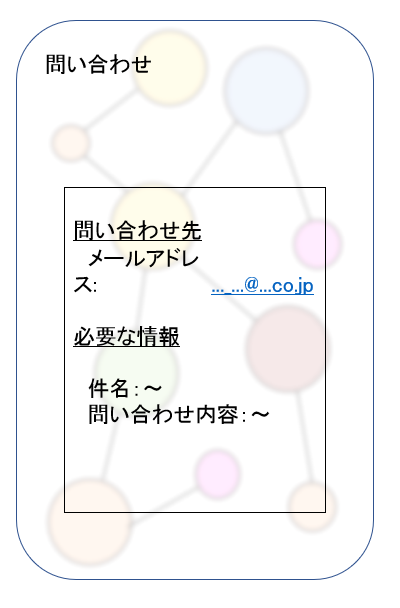 問い合わせ
問い合わせ先
メールアドレ
ス: ..._...@...co.jp
必要な情報
件名:～
問い合わせ内容:～